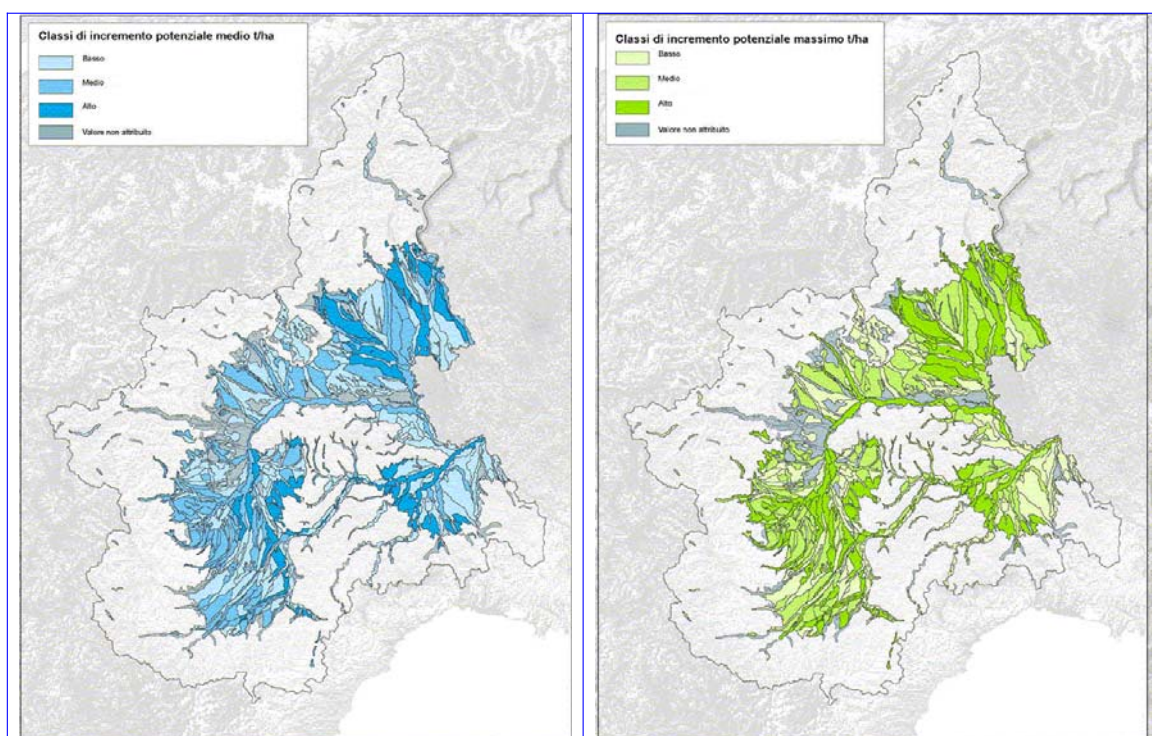 Classi di incremento potenziale medio t/ha
Basso
Medio
Alto
Valore non attribuito
Classi di incremento potenziale massimo t/ha
Basso
Medio
Alto
Valore non attribuito